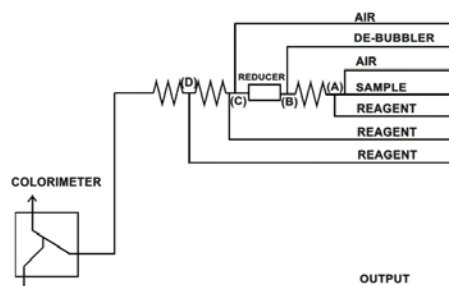 AIR
DE-BUBBLER
REDUCER
AIR
(D)
(C)
(B)
(A)
SAMPLE
REAGENT
REAGENT
REAGENT
COLORIMETER
OUTPUT